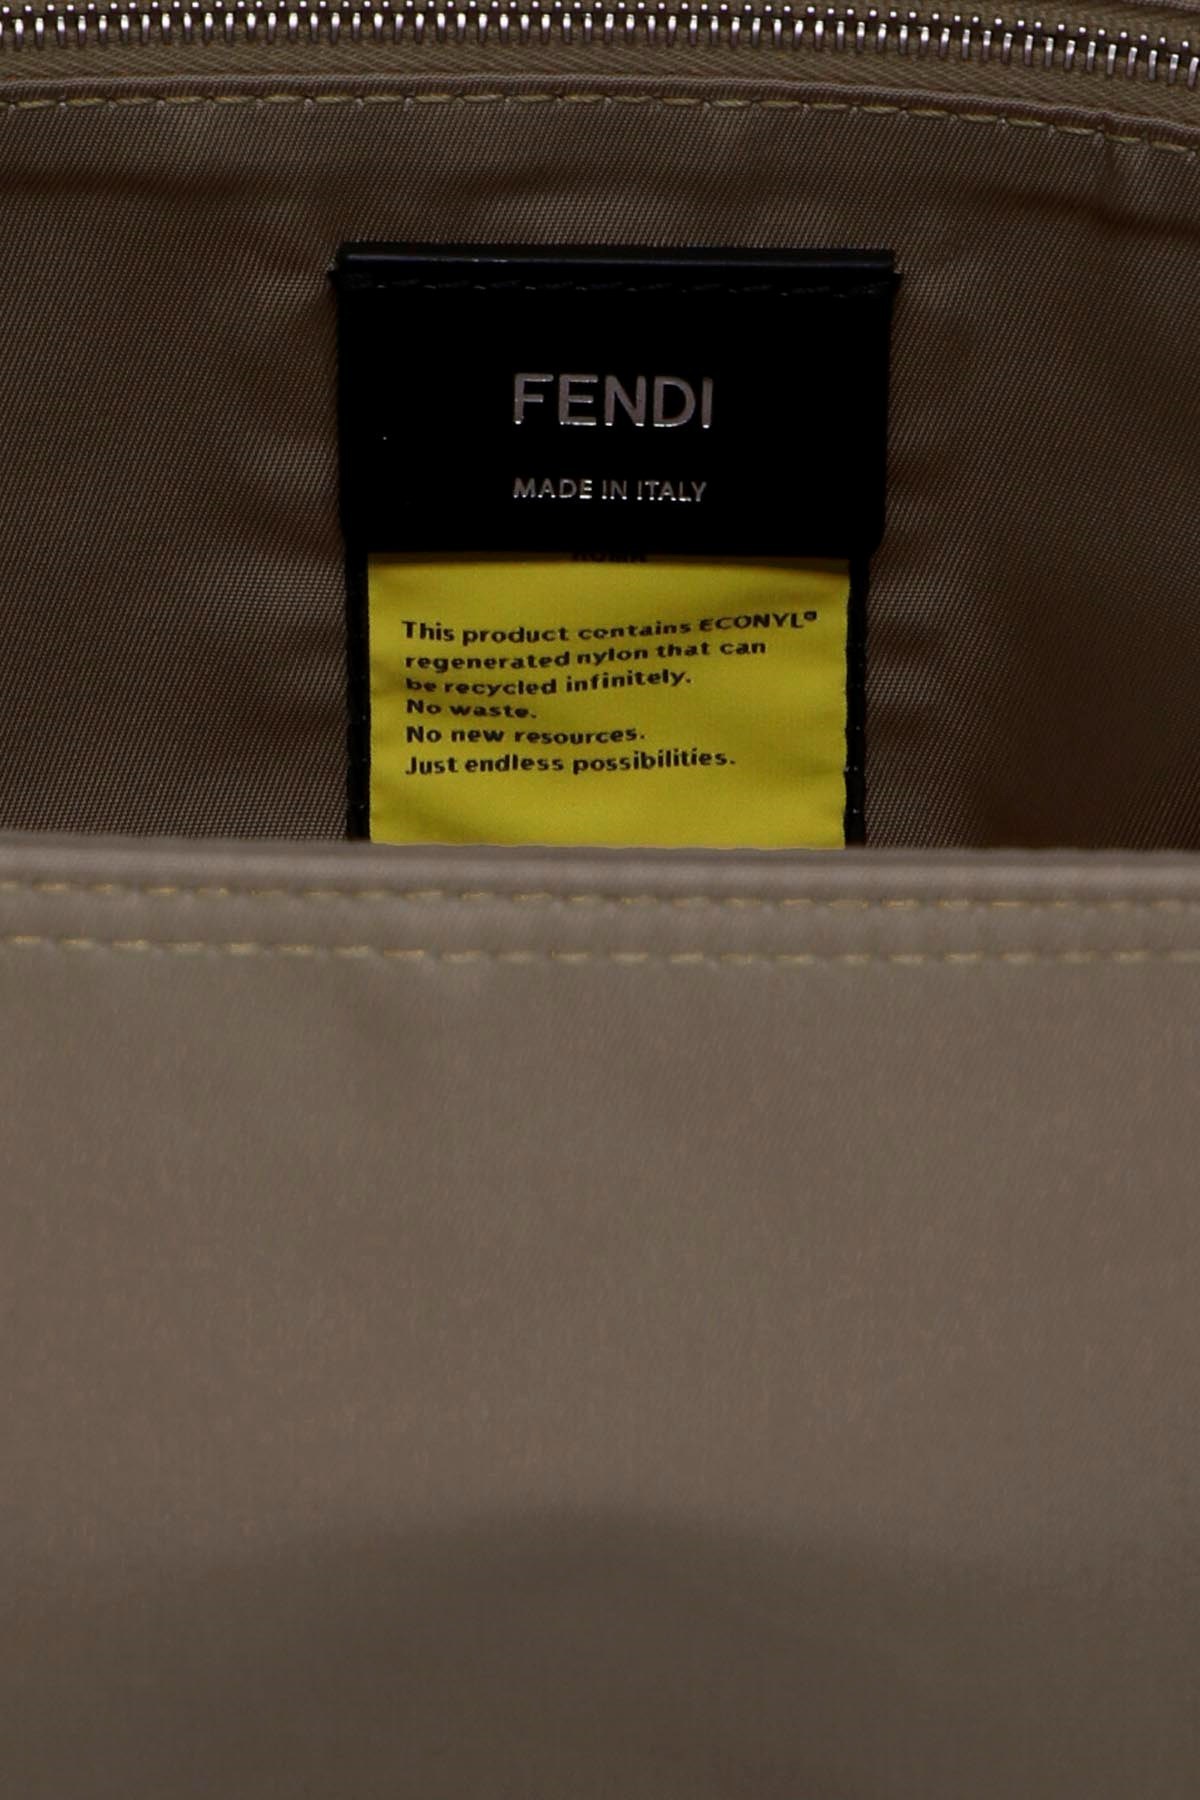 FENDI
MADE IN ITALY
ROMA
This product contains ECONYL®
regenerated nylon that can
be recycled infinitely.
No waste.
No new resources.
Just endless possibilities.